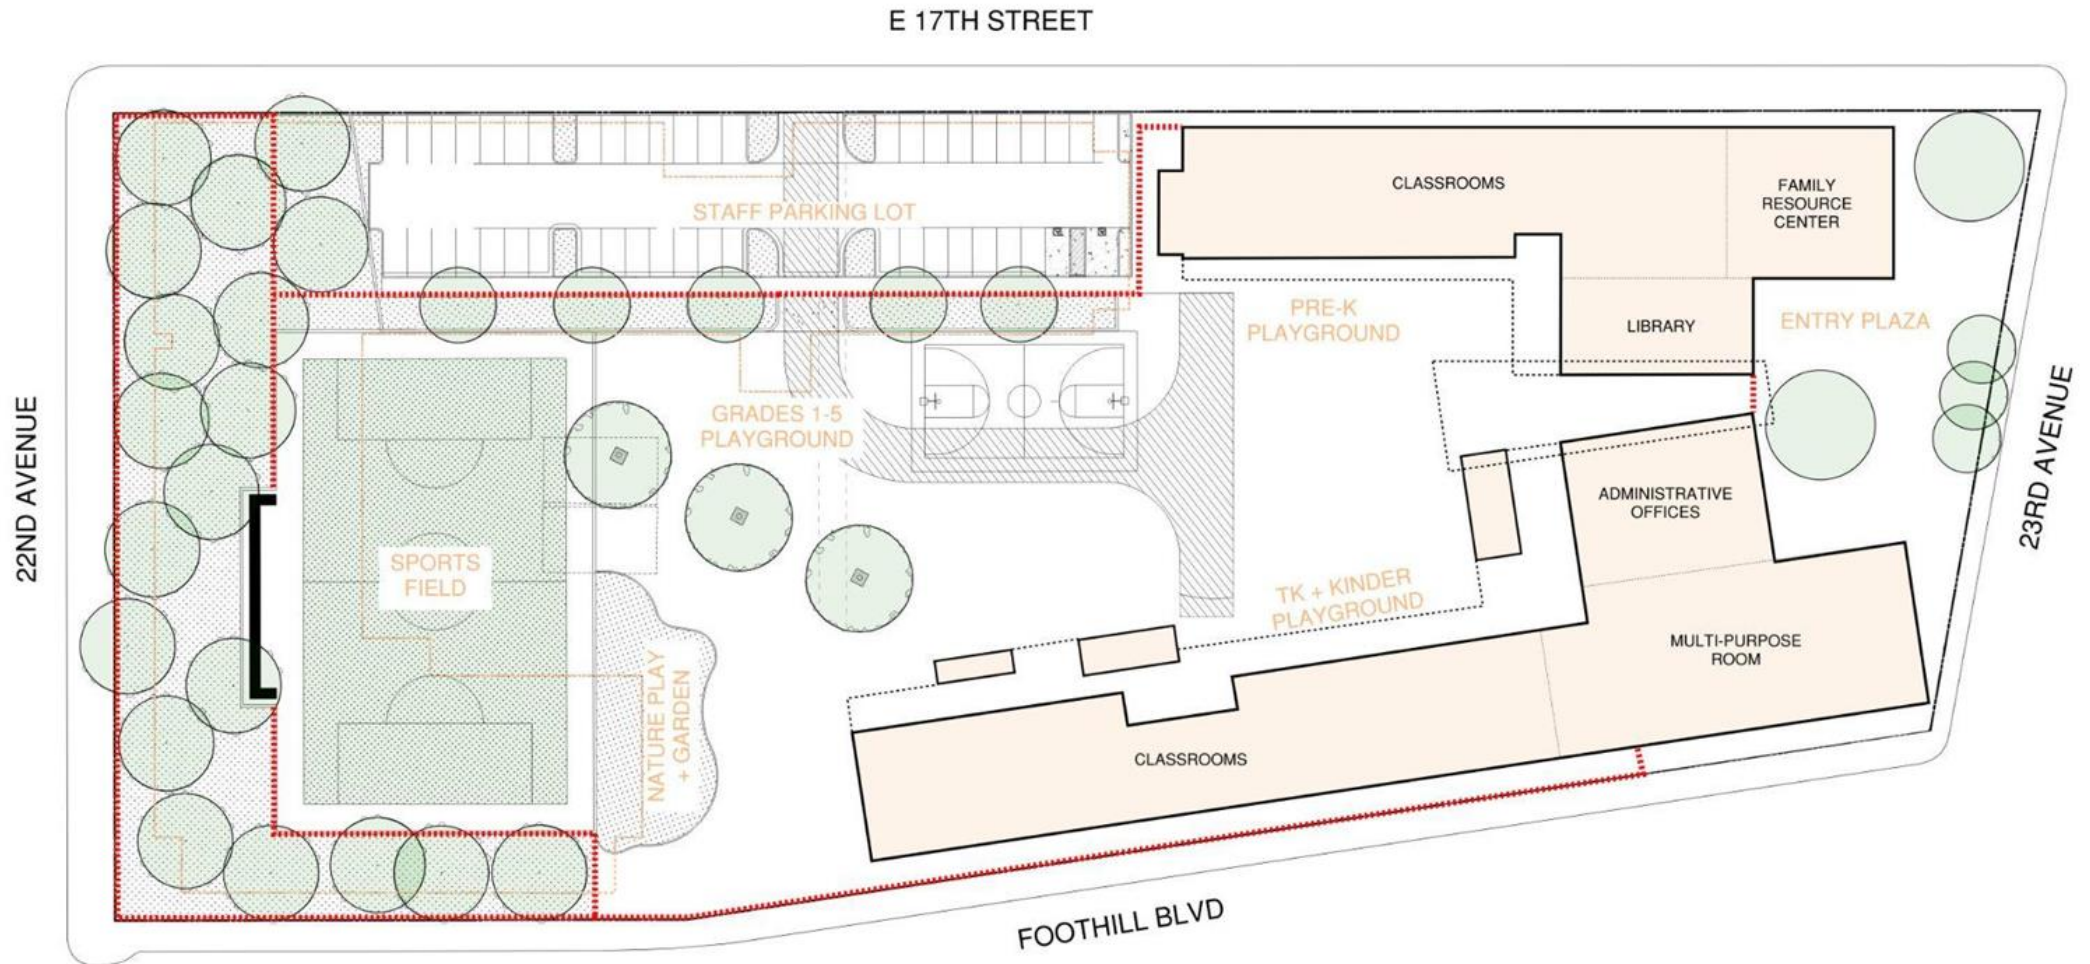 E 17TH STREET
CLASSROOMS
FAMILY
RESOURCE
CENTER
STAFF PARKING LOT
PRE-K
PLAYGROUND
LIBRARY
ENTRY PLAZA
22ND AVENUE
23RD AVENUE
GRADES 1-5
PLAYGROUND
ADMINISTRATIVE
OFFICES
SPORTS
FIELD
TK + KINDER
PLAYGROUND
MULTI-PURPOSE
ROOM
NATURE PLAY
+ GARDEN
CLASSROOMS
FOOTHILL BLVD